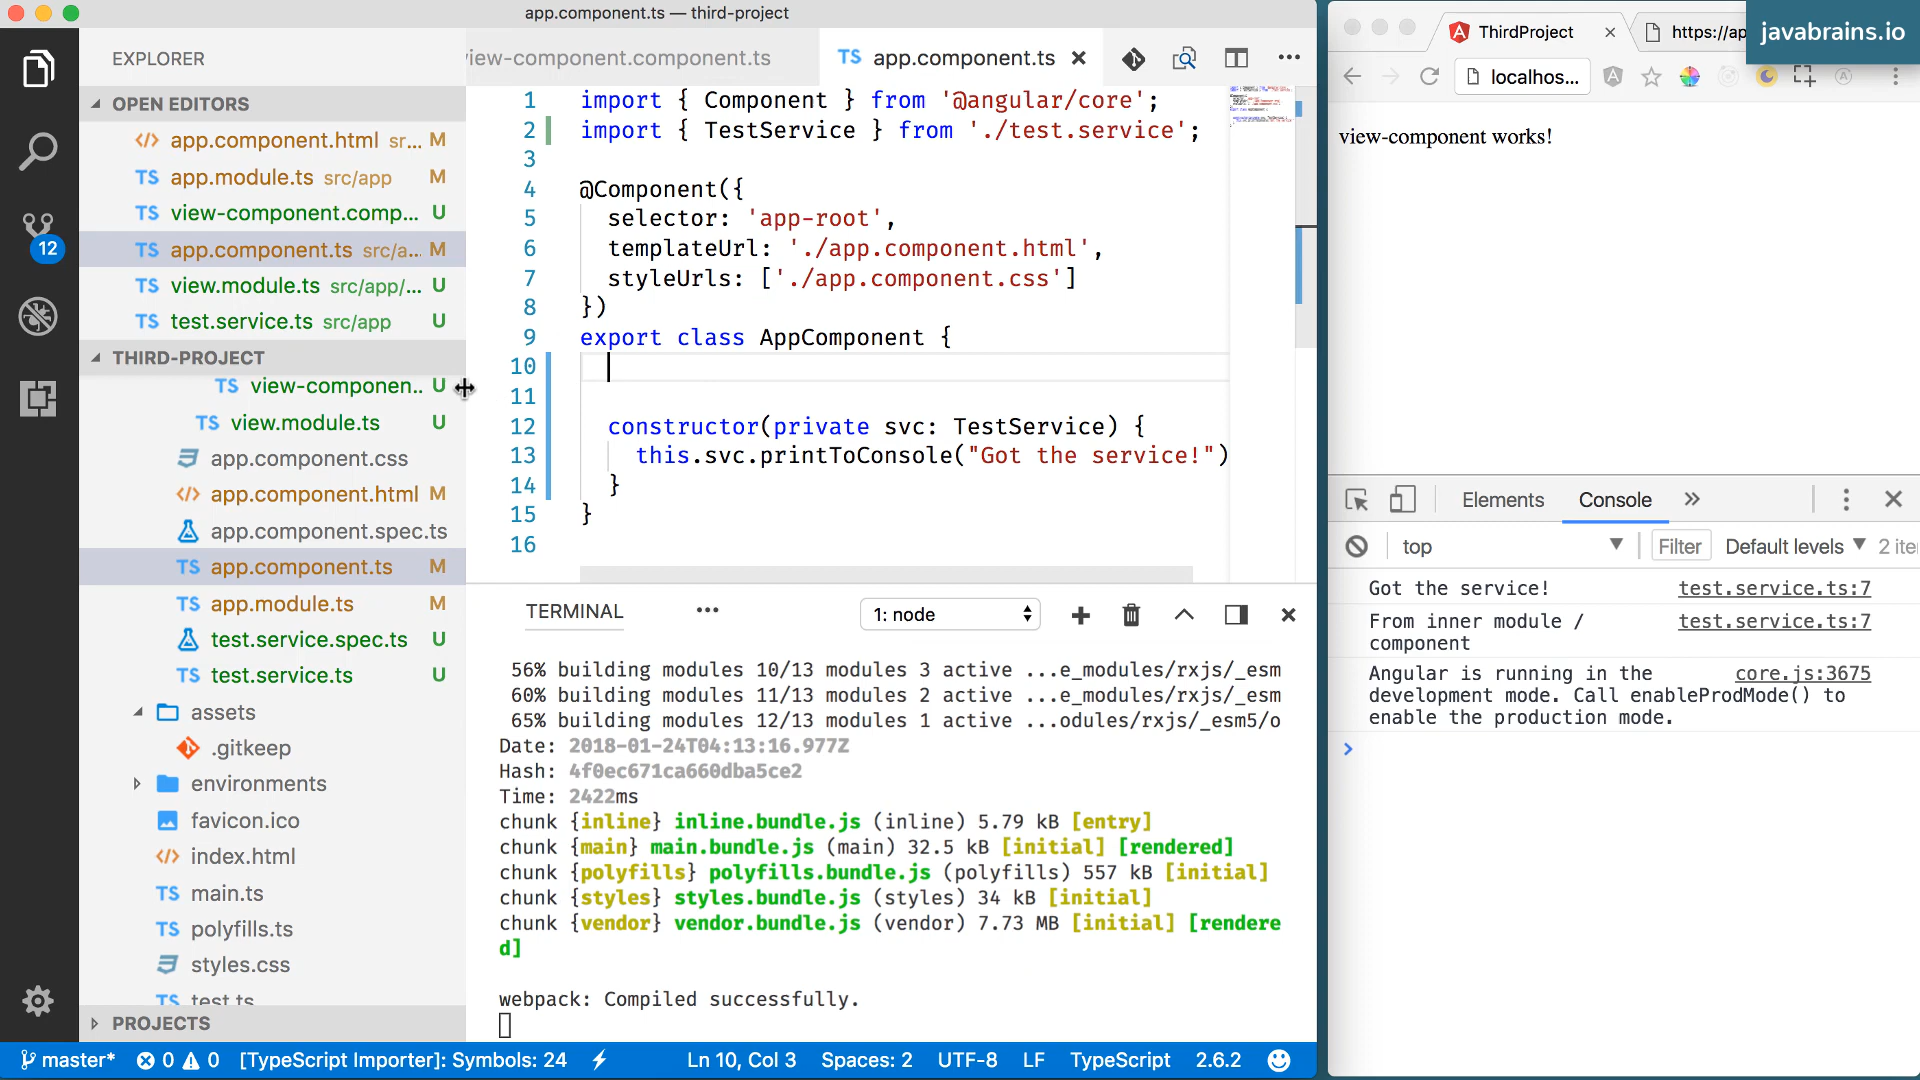 app.component.ts — third-project
EXPLORER
OPEN EDITORS
app.component.html sr... M
TS app.module.ts src/app M
TS view-component.comp... U
TS app.component.ts src/a... M
TS view.module.ts src/app/... U
TS test.service.ts src/app U
THIRD-PROJECT
TS view-componen.. U
TS view.module.ts U
app.component.css
app.component.html M
app.component.spec.ts
TS app.component.ts M
TS app.module.ts M
test.service.spec.ts U
TS test.service.ts U
assets
.gitkeep
environments
favicon.ico
index.html
TS main.ts
TS polyfills.ts
styles.css
TS test.ts
PROJECTS
12
iew-component.component.ts
TS app.component.ts
1 import { Component } from '@angular/core';
2 import { TestService } from './test.service';
3
4 @Component({
5 selector: 'app-root',
6 templateUrl: './app.component.html',
7 styleUrls: ['./app.component.css']
8 })
9 export class AppComponent {
10
11
12 constructor(private svc: TestService) {
13 this.svc.printToConsole("Got the service!")
14 }
15 }
16
TERMINAL
1: node
56% building modules 10/13 modules 3 active ...e_modules/rxjs/_esm
60% building modules 11/13 modules 2 active ...e_modules/rxjs/_esm
65% building modules 12/13 modules 1 active ...odules/rxjs/_esm5/o
Date: 2018-01-24T04:13:16.977Z
Hash: 4f0ec671ca660dba5ce2
Time: 2422ms
chunk {inline} inline.bundle.js (inline) 5.79 kB [entry]
chunk {main} main.bundle.js (main) 32.5 kB [initial] [rendered]
chunk {polyfills} polyfills.bundle.js (polyfills) 557 kB [initial]
chunk {styles} styles.bundle.js (styles) 34 kB [initial]
chunk {vendor} vendor.bundle.js (vendor) 7.73 MB [initial] [rendere
d]
webpack: Compiled successfully.
master* 0 0 [TypeScript Importer]: Symbols: 24 Ln 10, Col 3 Spaces: 2 UTF-8 LF TypeScript 2.6.2
ThirdProject
https://ap
javabrains.io
localhos...
view-component works!
Elements Console
top Filter Default levels 2 ite
Got the service! test.service.ts:7
From inner module / test.service.ts:7
component
Angular is running in the core.js:3675
development mode. Call enableProdMode() to
enable the production mode.